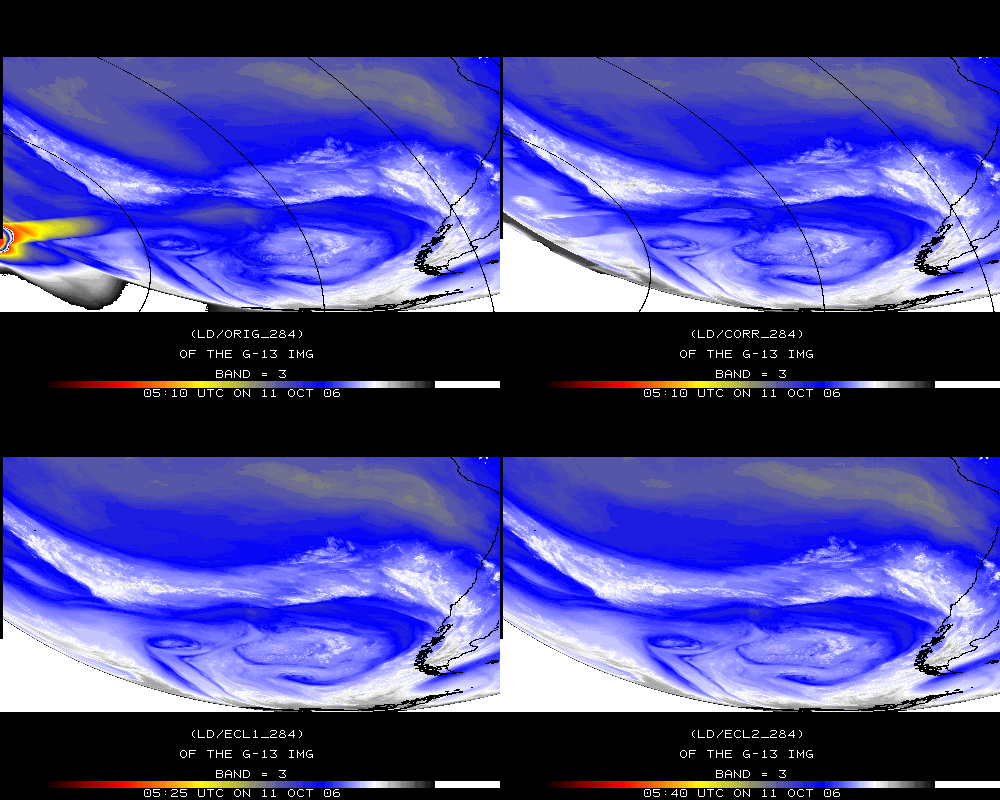 (LD/ORIG_284)
OF THE G-13 IMG
BAND = 3
05:10 UTC ON 11 OCT 06
(LD/CORR_284)
OF THE G-13 IMG
BAND = 3
05:10 UTC ON 11 OCT 06
(LD/ECL1_284)
OF THE G-13 IMG
BAND = 3
05:25 UTC ON 11 OCT 06
(LD/ECL2_284)
OF THE G-13 IMG
BAND = 3
05:40 UTC ON 11 OCT 06